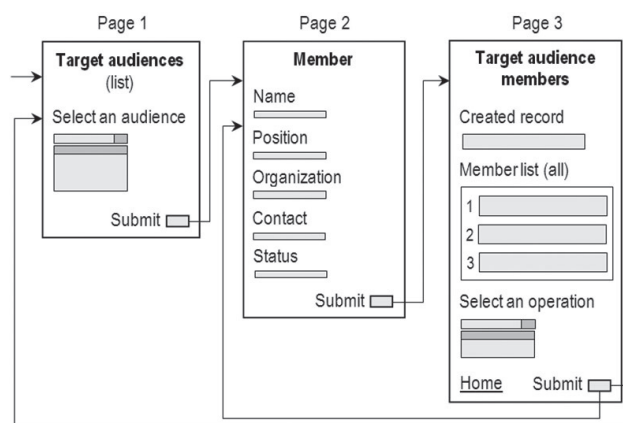 Page 1
Target audiences
(list)
Select an audience
Submit
Page 2
Member
Name
Position
Organization
Contact
Status
Submit
Page 3
Target audience
members
Created record
Member list (all)
1
2
3
Select an operation
Home Submit